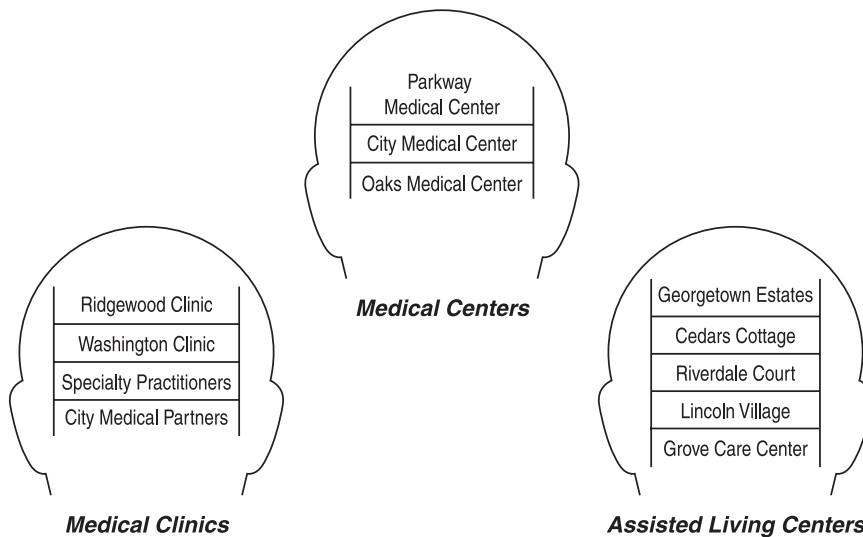 Parkway
Medical Center
City Medical Center
Oaks Medical Center
Medical Centers
Ridgewood Clinic
Washington Clinic
Specialty Practitioners
City Medical Partners
Medical Clinics
Georgetown Estates
Cedars Cottage
Riverdale Court
Lincoln Village
Grove Care Center
Assisted Living Centers